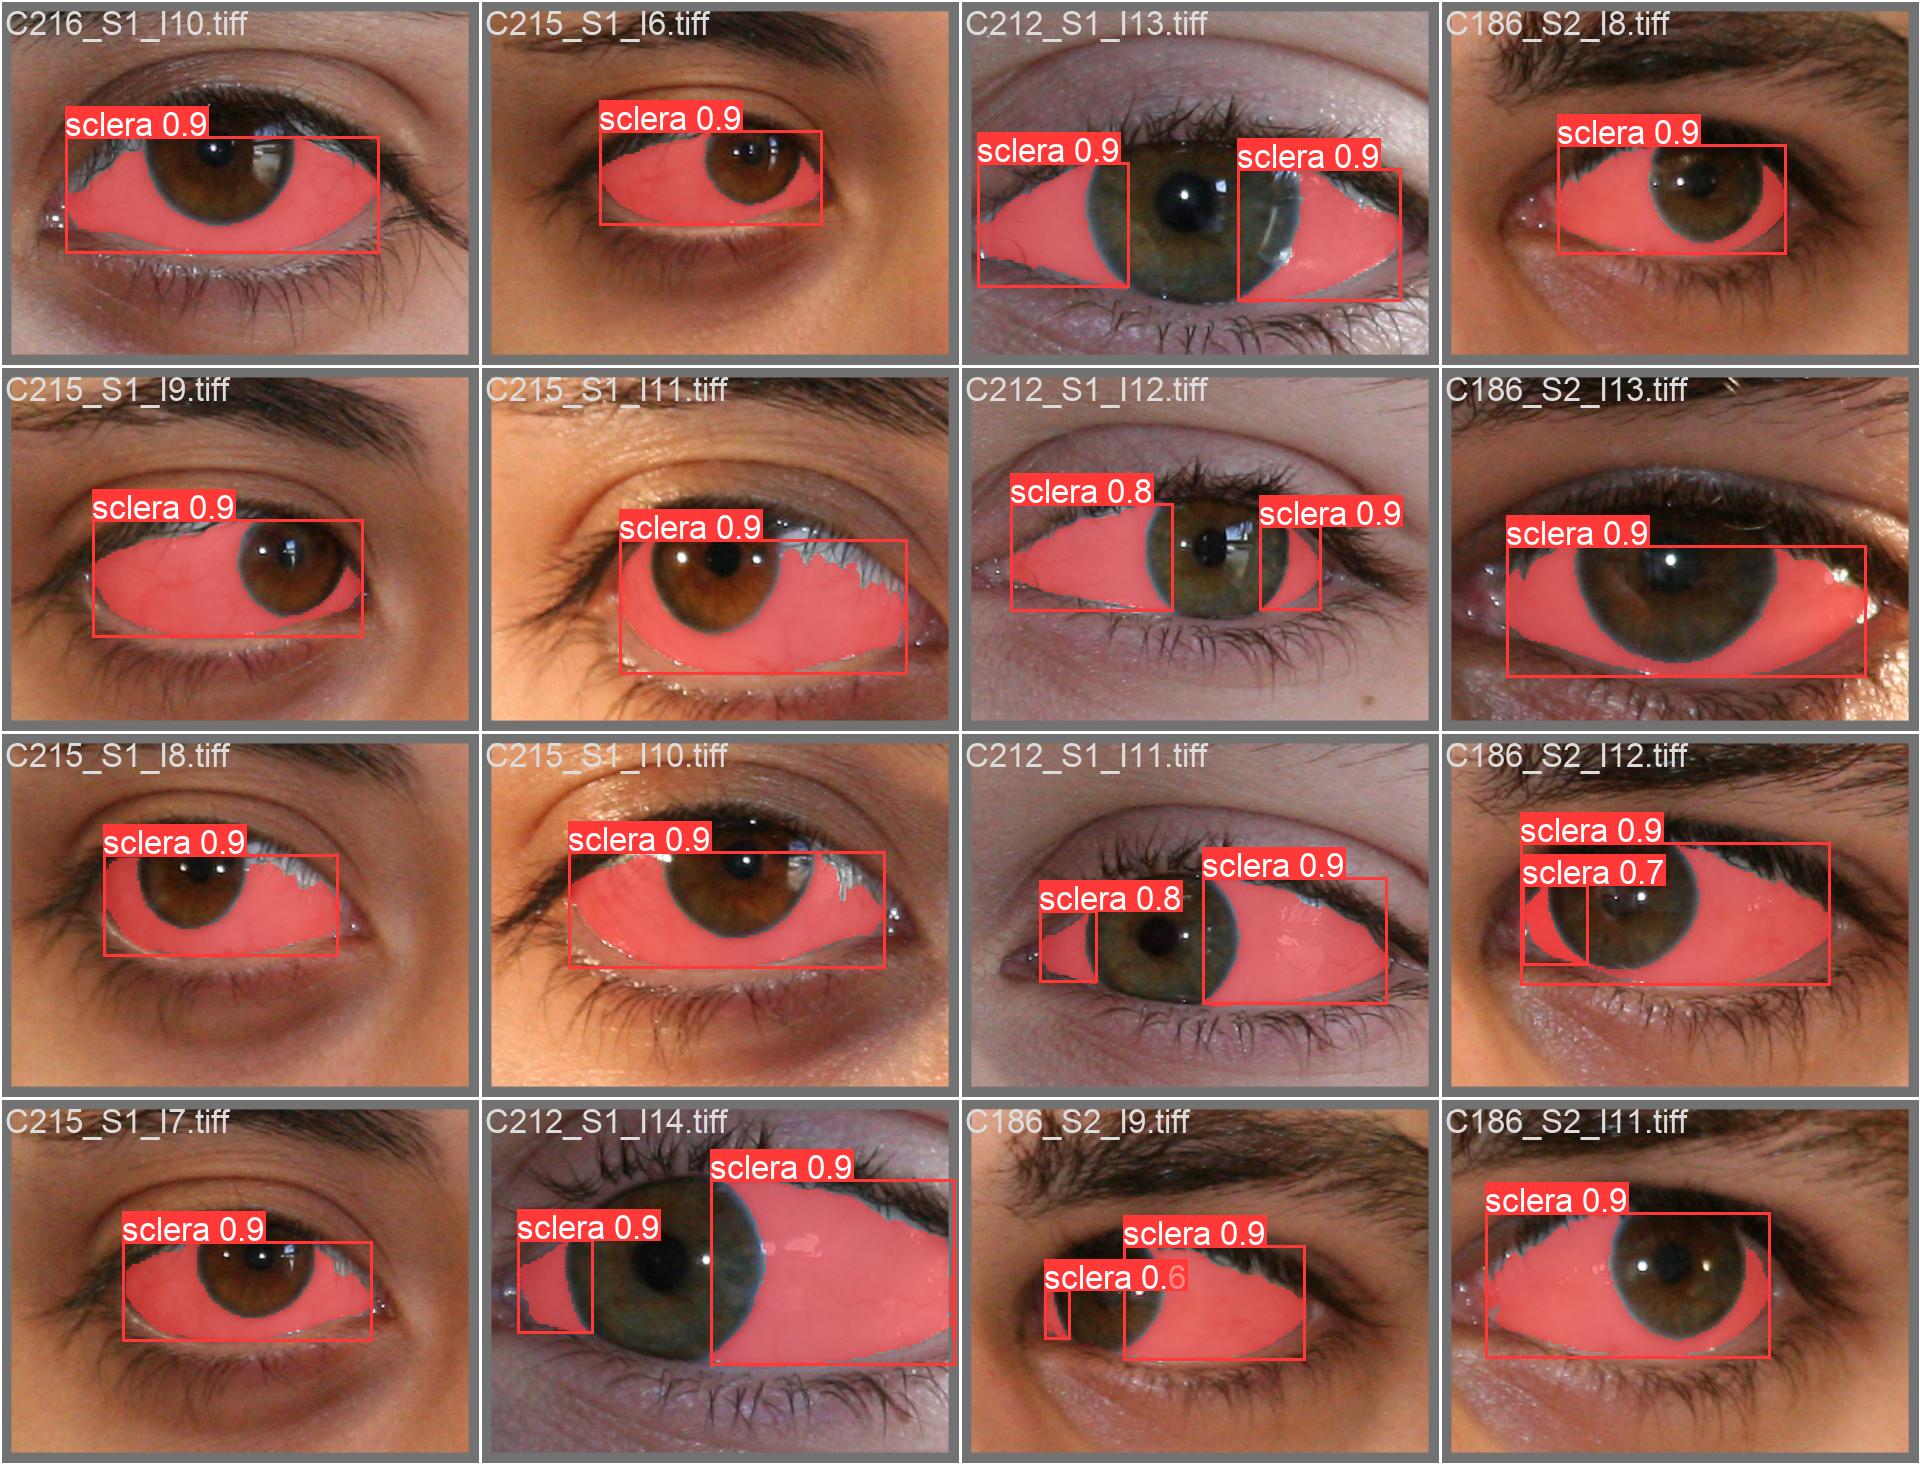 C216_S1_I10.tiff
sclera 0.9
C215_S1_I6.tiff
sclera 0.9
C212_S1_I13.tiff
sclera 0.9
sclera 0.9
C186_S2_I8.tiff
sclera 0.9
C215_S1_I9.tiff
sclera 0.9
C215_S1_I11.tiff
sclera 0.9
C212_S1_I12.tiff
sclera 0.8
sclera 0.9
C186_S2_I13.tiff
sclera 0.9
C215_S1_I8.tiff
sclera 0.9
C215_S1_I10.tiff
sclera 0.9
C212_S1_I11.tiff
sclera 0.9
sclera 0.8
C186_S2_I12.tiff
sclera 0.9
sclera 0.7
C215_S1_I7.tiff
sclera 0.9
C212_S1_I14.tiff
sclera 0.9
sclera 0.9
C186_S2_I9.tiff
sclera 0.9
sclera 0.6
C186_S2_I11.tiff
sclera 0.9